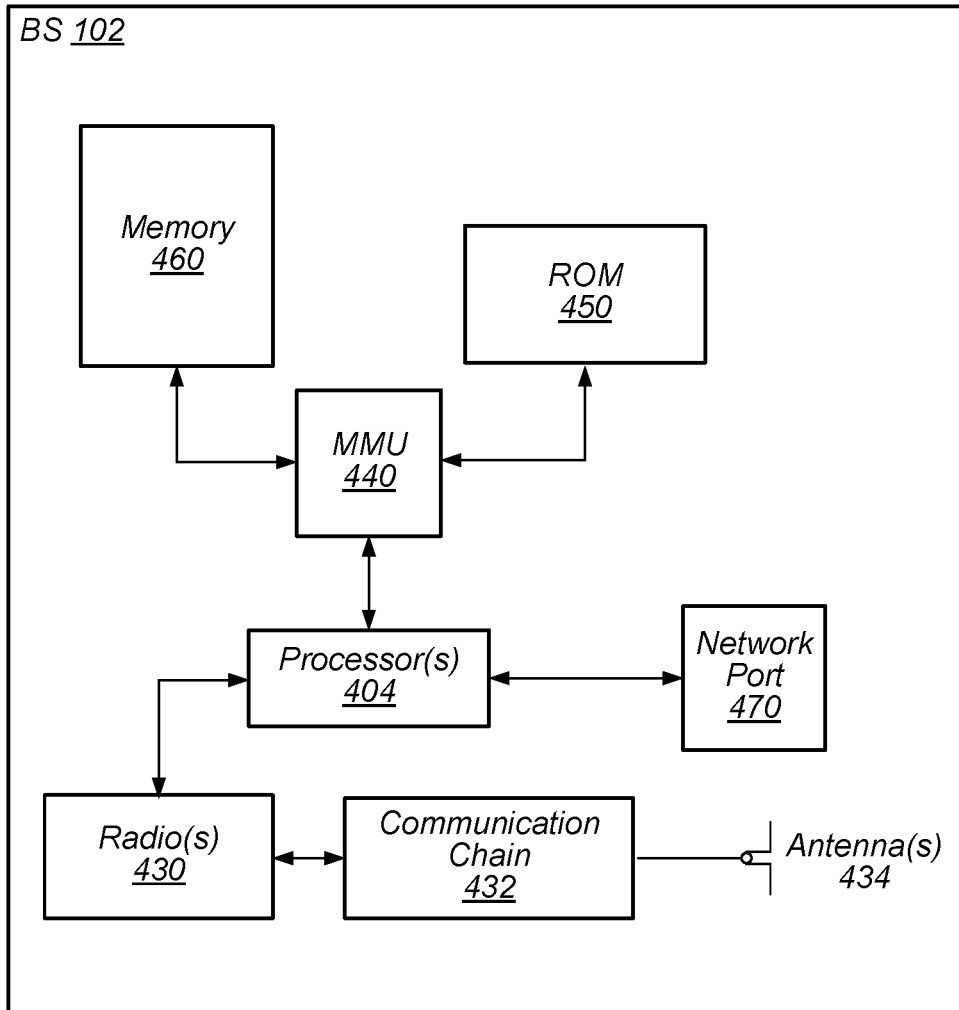 BS 102
Memory
460
ROM
450
MMU
440
Processor(s)
404
Network
Port
470
Radio(s)
430
Communication
Chain
432
Antenna(s)
434